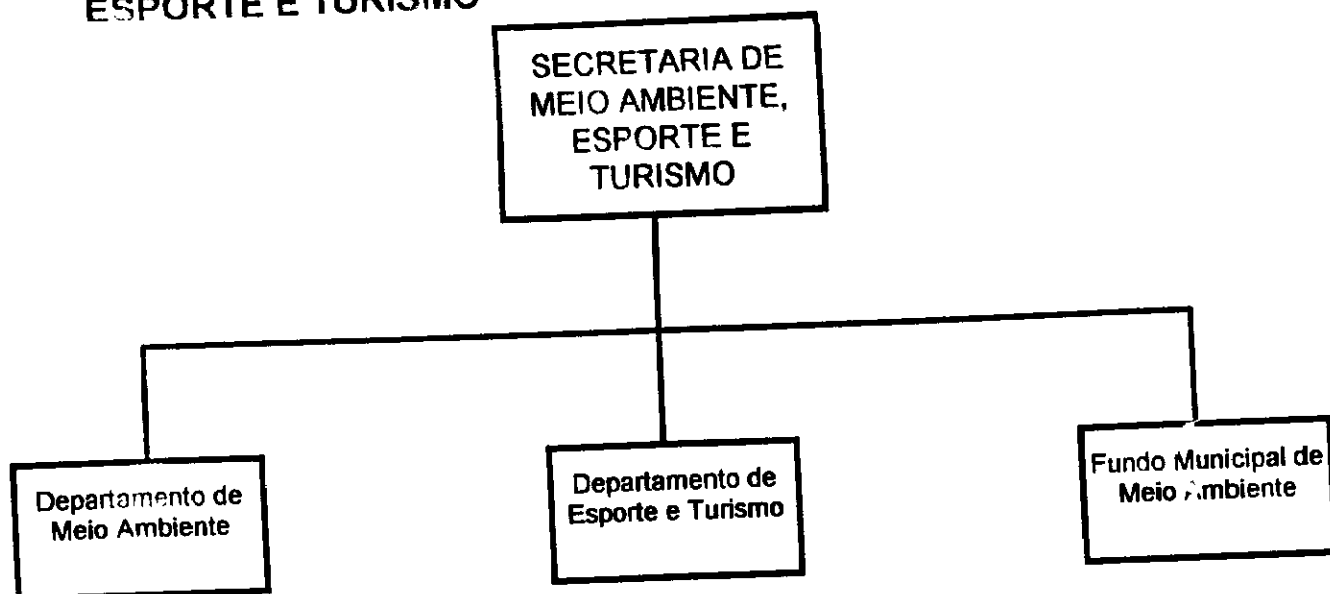 ESPORTE E TURISMO
SECRETARIA DE
MEIO AMBIENTE,
ESPORTE E
TURISMO
Departamento de
Meio Ambiente
Departamento de
Esporte e Turismo
Fundo Municipal de
Meio Ambiente